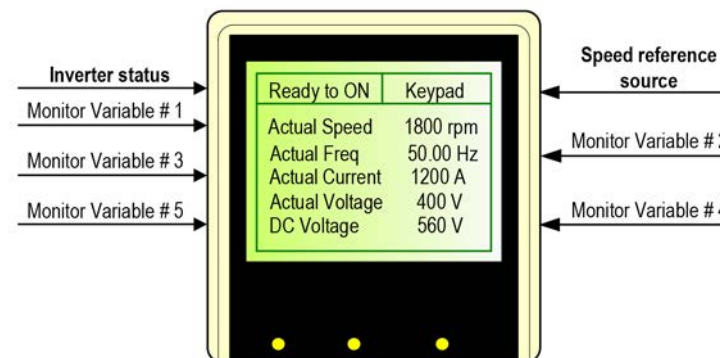 Inverter status
Monitor Variable # 1
Monitor Variable # 3
Monitor Variable # 5
Ready to ON Keypad
Actual Speed 1800 rpm
Actual Freq 50.00 Hz
Actual Current 1200 A
Actual Voltage 400 V
DC Voltage 560 V
Speed reference
source
Monitor Variable # 2
Monitor Variable # 4